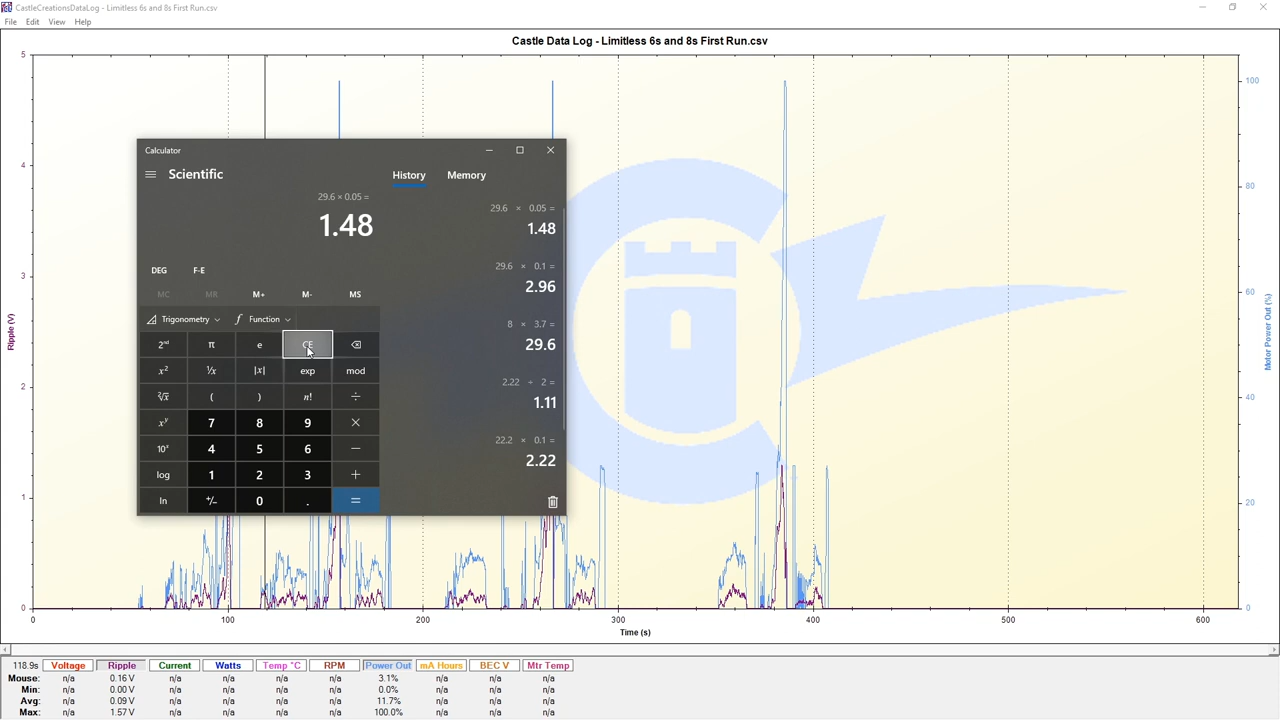 CastleCreationsDataLog - Limitless 6s and 8s First Run.csv
File Edit View Help
Castle Data Log - Limitless 6s and 8s First Run.csv
5
4
3
2
1
0
Ripple (V)
100
80
60
40
20
0
Motor Power Out (%)
0 100 200 300 400 500 600
Time (s)
Calculator
Scientific
History Memory
29.6 × 0.05 =
1.48
29.6 × 0.05 =
1.48
29.6 × 0.1 =
2.96
8 × 3.7 =
29.6
2.22 ÷ 2 =
1.11
22.2 × 0.1 =
2.22
DEG F-E
MC MR M+ M- MS
Trigonometry Function
2ⁿᵈ π e CE
x² ⅟x |x| exp mod
²√x ( ) n! ÷
xʸ 7 8 9 ×
10ˣ 4 5 6 −
log 1 2 3 +
ln +/− 0 . =
118.9s Voltage Ripple Current Watts Temp °C RPM Power Out mA Hours BEC V Mtr Temp
Mouse: n/a 0.16 V n/a n/a n/a n/a 3.1% n/a n/a n/a
Min: n/a 0.00 V n/a n/a n/a n/a 0.0% n/a n/a n/a
Avg: n/a 0.09 V n/a n/a n/a n/a 11.7% n/a n/a n/a
Max: n/a 1.57 V n/a n/a n/a n/a 100.0% n/a n/a n/a